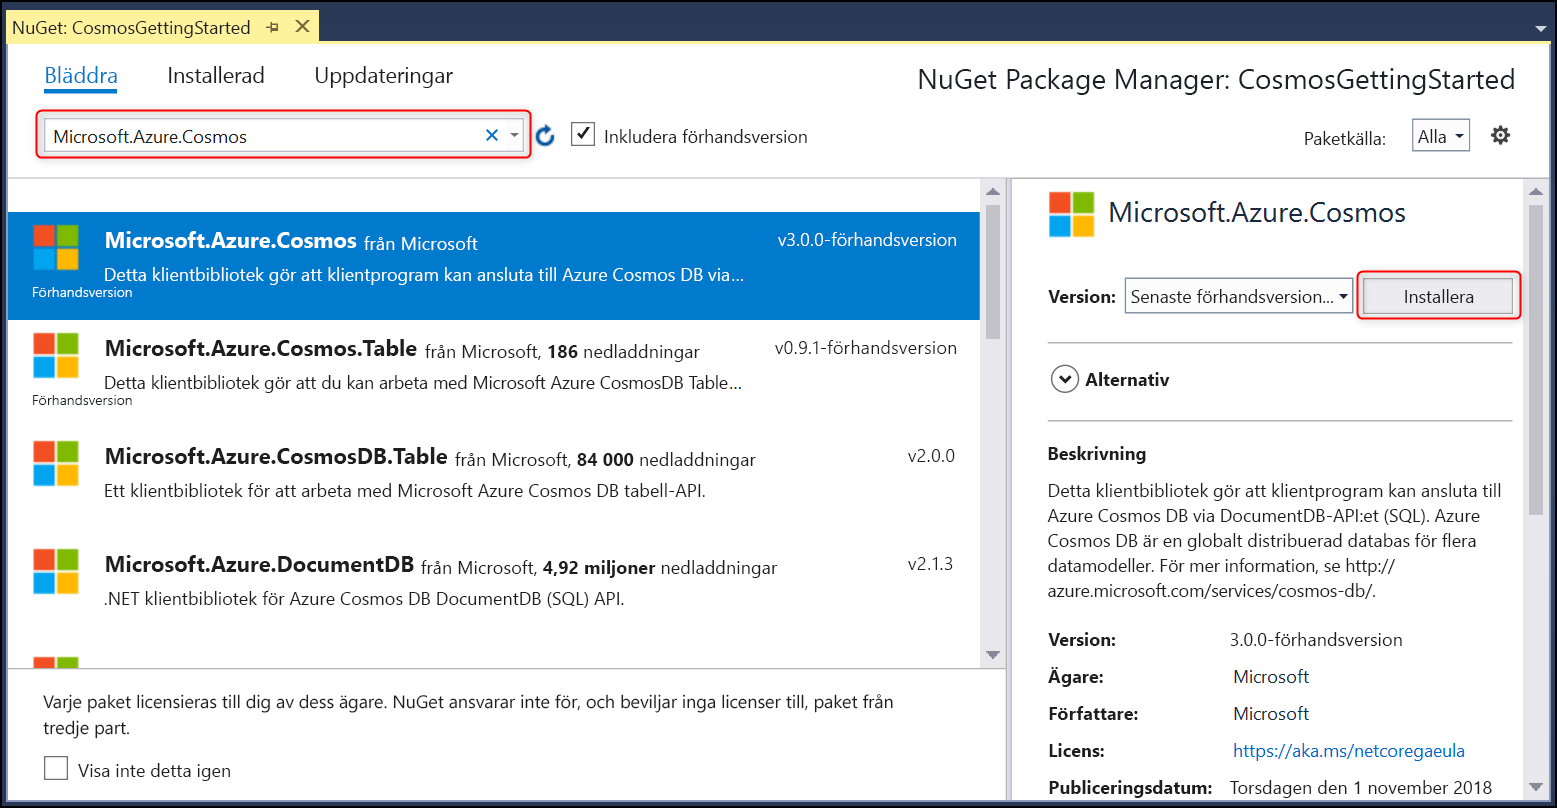 NuGet: CosmosGettingStarted
Bläddra Installerad Uppdateringar
NuGet Package Manager: CosmosGettingStarted
Microsoft.Azure.Cosmos
Inkludera förhandsversion
Paketkälla: Alla
Microsoft.Azure.Cosmos från Microsoft v3.0.0-förhandsversion
Detta klientbibliotek gör att klientprogram kan ansluta till Azure Cosmos DB via...
Förhandsversion
Microsoft.Azure.Cosmos.Table från Microsoft, 186 nedladdningar v0.9.1-förhandsversion
Detta klientbibliotek gör att du kan arbeta med Microsoft Azure CosmosDB Table...
Förhandsversion
Microsoft.Azure.CosmosDB.Table från Microsoft, 84 000 nedladdningar v2.0.0
Ett klientbibliotek för att arbeta med Microsoft Azure Cosmos DB tabell-API.
Microsoft.Azure.DocumentDB från Microsoft, 4,92 miljoner nedladdningar v2.1.3
.NET klientbibliotek för Azure Cosmos DB DocumentDB (SQL) API.
Varje paket licensieras till dig av dess ägare. NuGet ansvarar inte för, och beviljar inga licenser till, paket från
tredje part.
Visa inte detta igen
Microsoft.Azure.Cosmos
Version: Senaste förhandsversion... Installera
Alternativ
Beskrivning
Detta klientbibliotek gör att klientprogram kan ansluta till
Azure Cosmos DB via DocumentDB-API:et (SQL). Azure
Cosmos DB är en globalt distribuerad databas för flera
datamodeller. För mer information, se http://
azure.microsoft.com/services/cosmos-db/.
Version: 3.0.0-förhandsversion
Ägare: Microsoft
Författare: Microsoft
Licens: https://aka.ms/netcoregaeula
Publiceringsdatum: Torsdagen den 1 november 2018